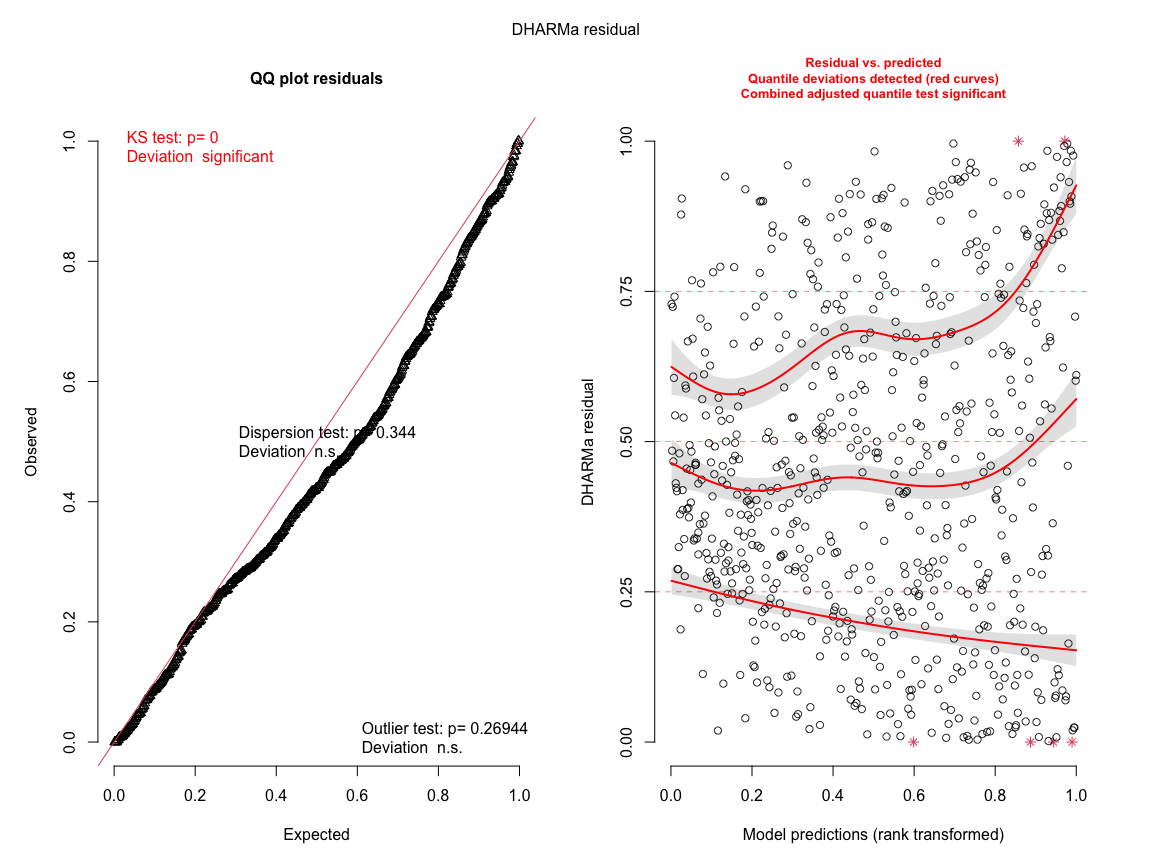 DHARMa residual
QQ plot residuals
KS test: p= 0
Deviation  significant
Dispersion test: p= 0.344
Deviation  n.s.
Outlier test: p= 0.26944
Deviation  n.s.
Observed
1.0
0.8
0.6
0.4
0.2
0.0
0.0 0.2 0.4 0.6 0.8 1.0
Expected
Residual vs. predicted
Quantile deviations detected (red curves)
Combined adjusted quantile test significant
DHARMa residual
1.00
0.75
0.50
0.25
0.00
0.0 0.2 0.4 0.6 0.8 1.0
Model predictions (rank transformed)